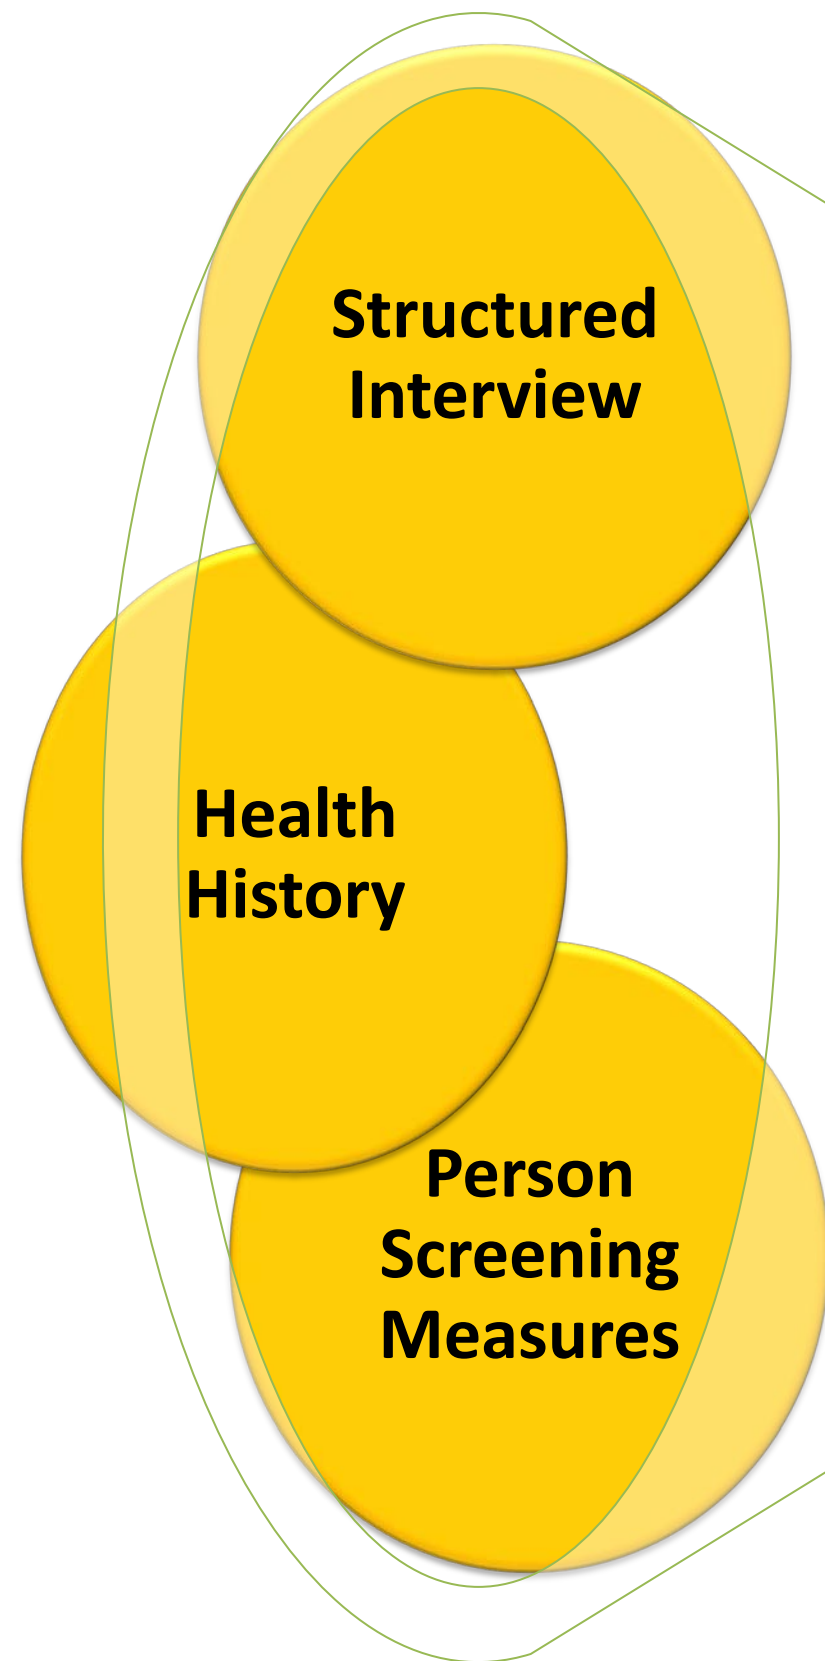 Structured
Interview
Health
History
Person
Screening
Measures